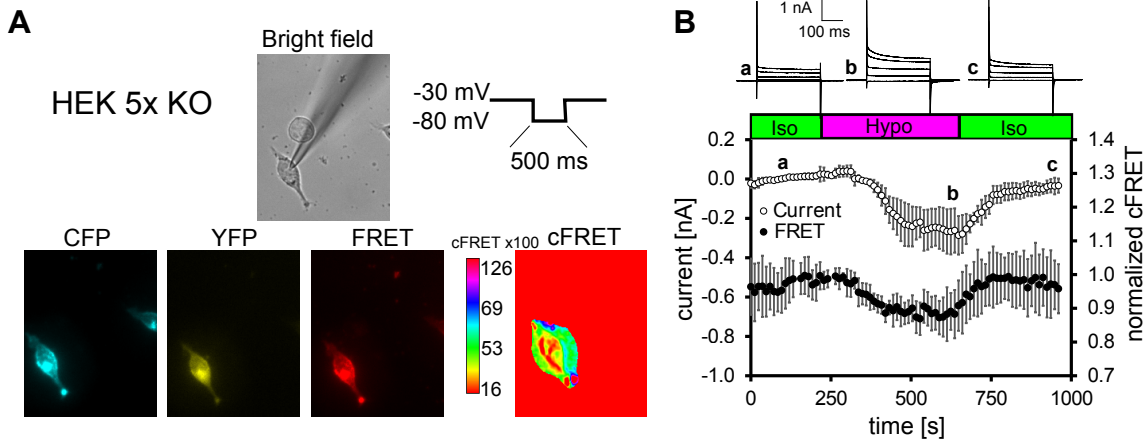 A
Bright field
HEK 5x KO
-30 mV
-80 mV
500 ms
CFP
YFP
FRET
cFRET x100
cFRET
126
69
53
16
B
1 nA
100 ms
a
b
c
Iso
Hypo
Iso
0.2
0.0
-0.2
-0.4
-0.6
-0.8
-1.0
current [nA]
a
b
c
Current
FRET
1.4
1.3
1.2
1.1
1.0
0.9
0.8
0.7
normalized cFRET
0
250
500
750
1000
time [s]